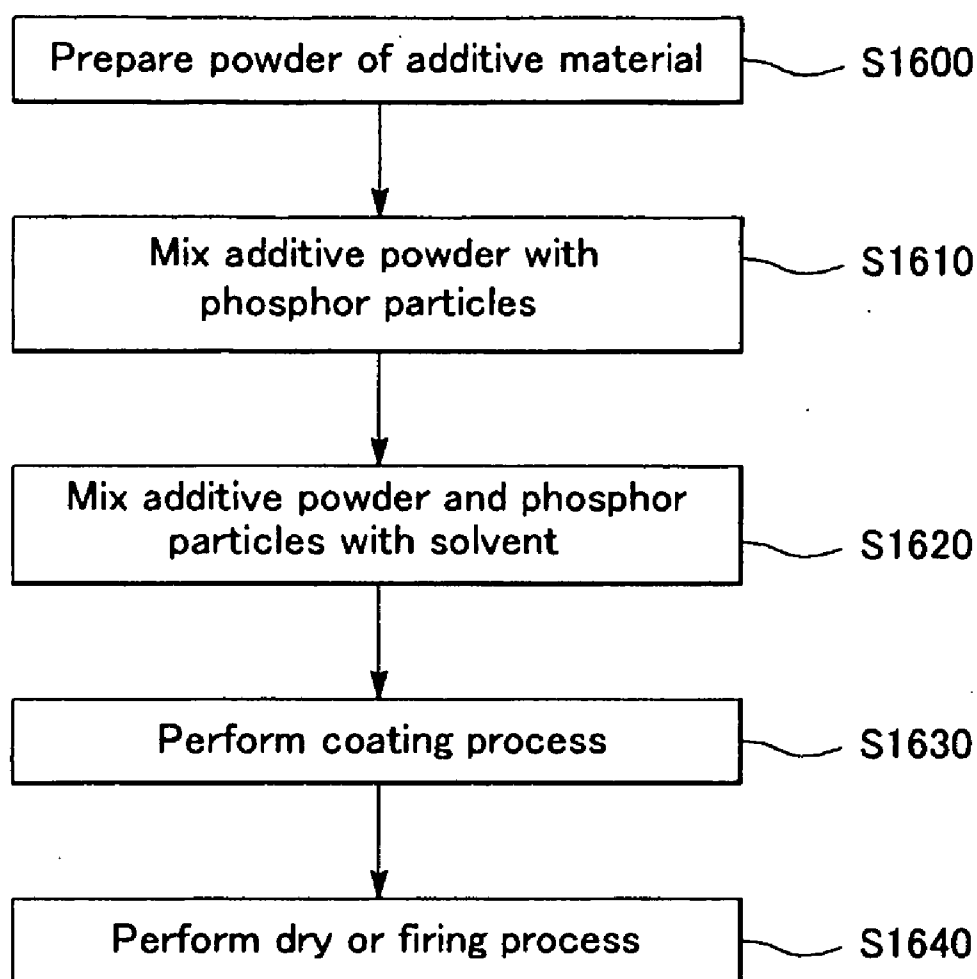 Prepare powder of additive material
S1600
Mix additive powder with
phosphor particles
S1610
Mix additive powder and phosphor
particles with solvent
S1620
Perform coating process
S1630
Perform dry or firing process
S1640